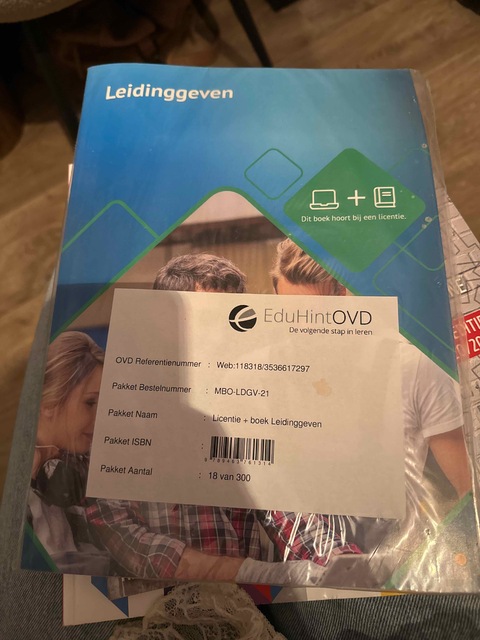 Leidinggeven
Dit boek hoort bij een licentie.
EduHintOVD
De volgende stap in leren
OVD Referentienummer : Web:118318/3536617297
Pakket Bestelnummer : MBO-LDGV-21
Pakket Naam : Licentie + boek Leidinggeven
Pakket ISBN :
Pakket Aantal : 18 van 300